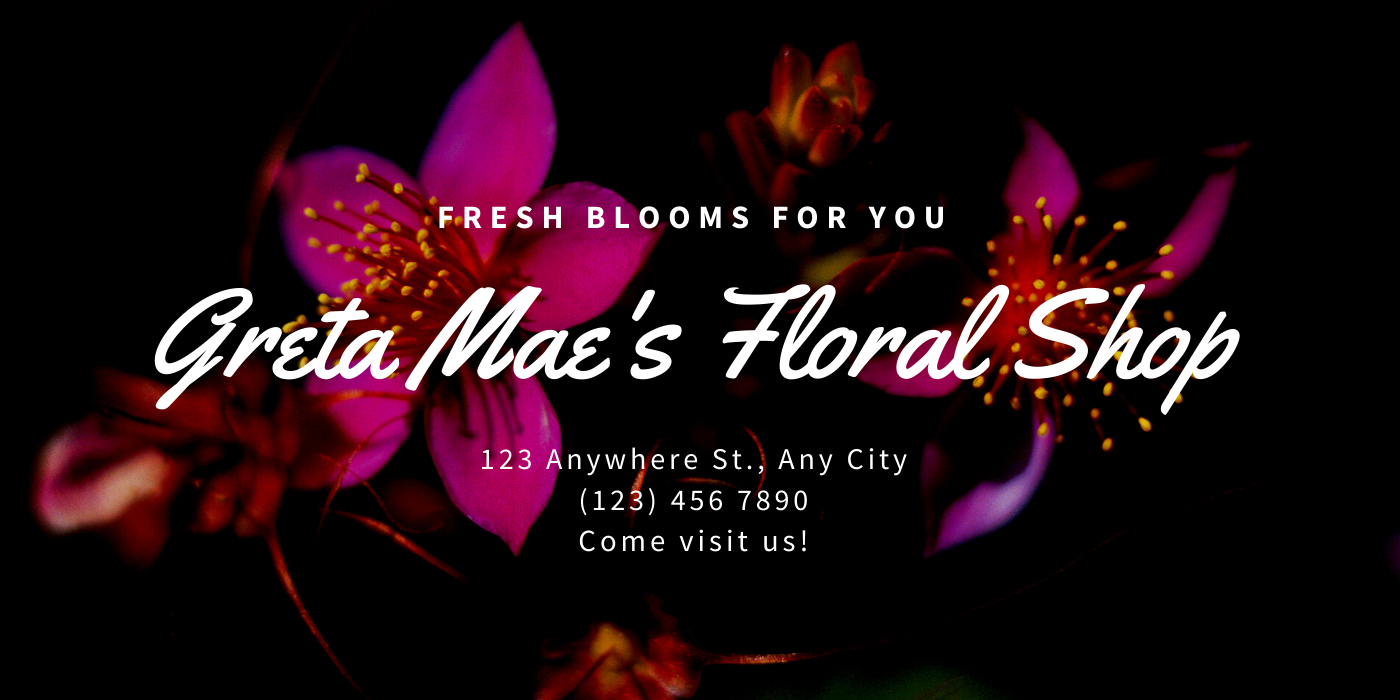 FRESH BLOOMS FOR YOU
Greta Mae's Floral Shop
123 Anywhere St., Any City
(123) 456 7890
Come visit us!